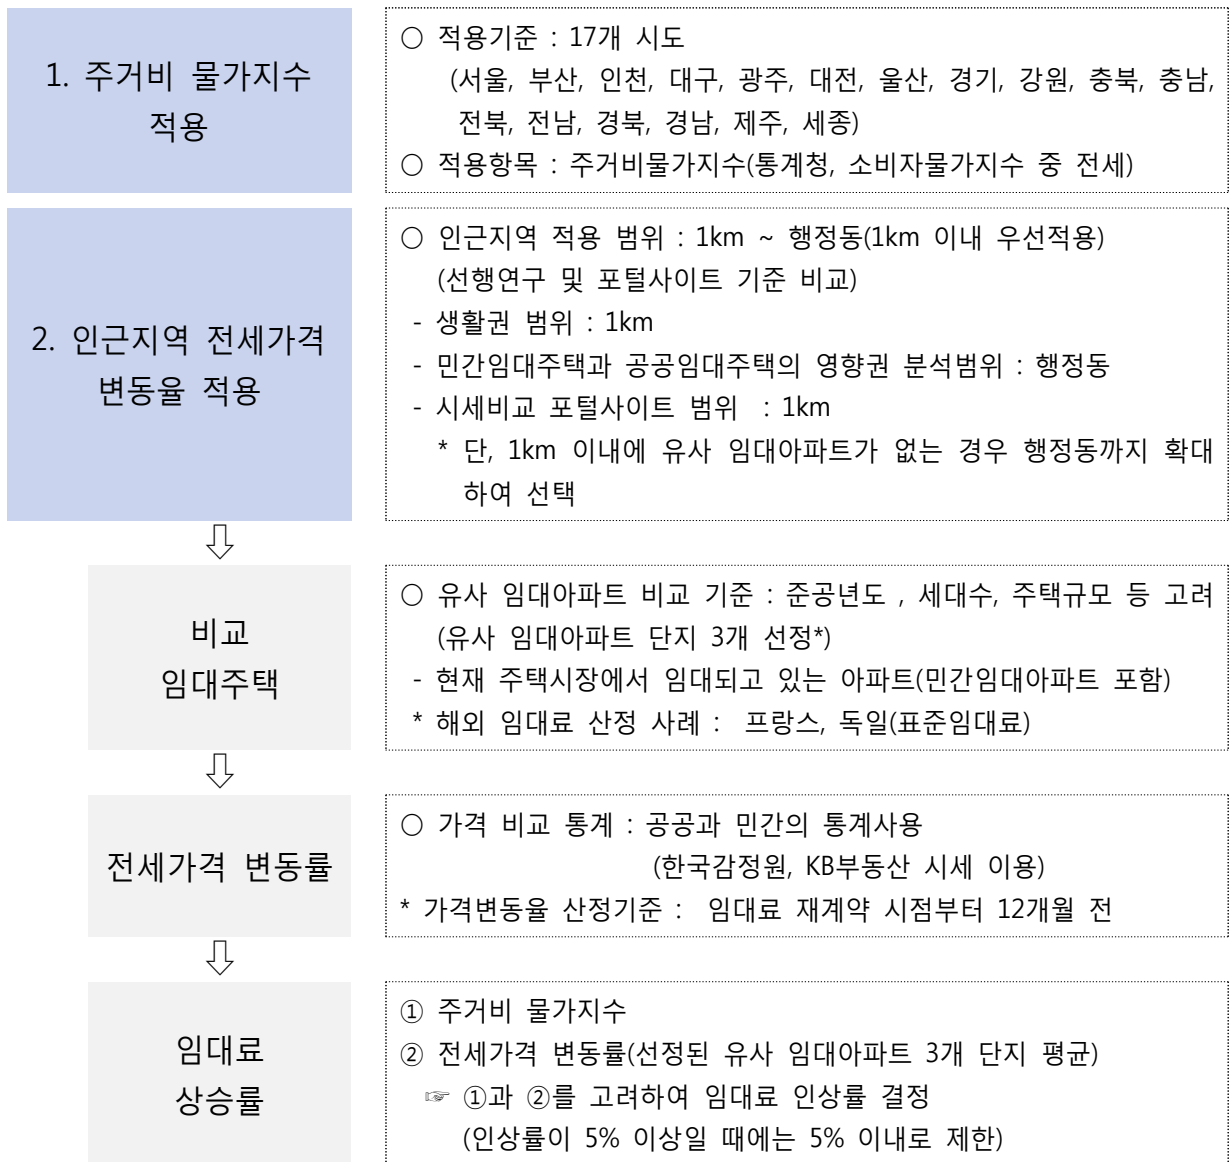 1. 주거비 물가지수
적용
○ 적용기준 : 17개 시도
(서울, 부산, 인천, 대구, 광주, 대전, 울산, 경기, 강원, 충북, 충남,
전북, 전남, 경북, 경남, 제주, 세종)
○ 적용항목 : 주거비물가지수(통계청, 소비자물가지수 중 전세)
2. 인근지역 전세가격
변동율 적용
○ 인근지역 적용 범위 : 1km ~ 행정동(1km 이내 우선적용)
(선행연구 및 포털사이트 기준 비교)
- 생활권 범위 : 1km
- 민간임대주택과 공공임대주택의 영향권 분석범위 : 행정동
- 시세비교 포털사이트 범위 : 1km
* 단, 1km 이내에 유사 임대아파트가 없는 경우 행정동까지 확대
하여 선택
⇩
비교
임대주택
○ 유사 임대아파트 비교 기준 : 준공년도 , 세대수, 주택규모 등 고려
(유사 임대아파트 단지 3개 선정*)
- 현재 주택시장에서 임대되고 있는 아파트(민간임대아파트 포함)
* 해외 임대료 산정 사례 : 프랑스, 독일(표준임대료)
⇩
전세가격 변동률
○ 가격 비교 통계 : 공공과 민간의 통계사용
(한국감정원, KB부동산 시세 이용)
* 가격변동율 산정기준 : 임대료 재계약 시점부터 12개월 전
⇩
임대료
상승률
① 주거비 물가지수
② 전세가격 변동률(선정된 유사 임대아파트 3개 단지 평균)
☞ ①과 ②를 고려하여 임대료 인상률 결정
(인상률이 5% 이상일 때에는 5% 이내로 제한)